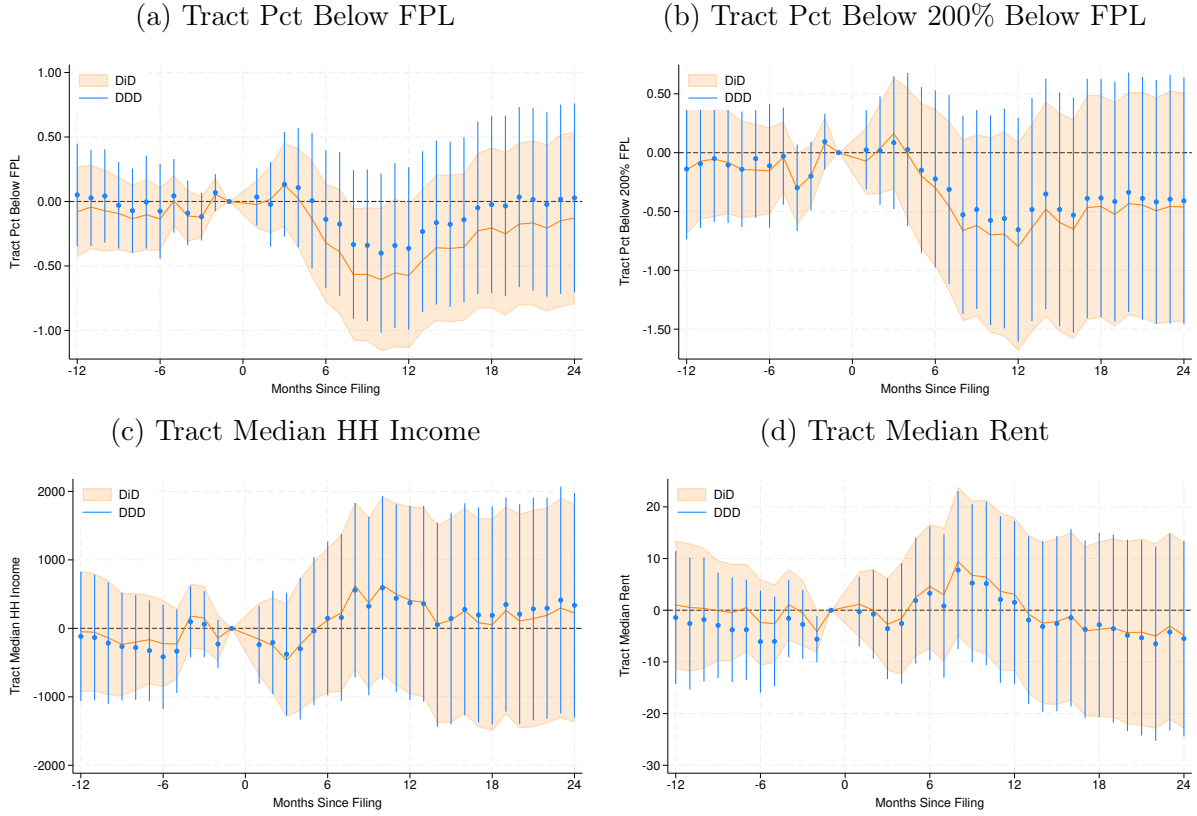 (a) Tract Pct Below FPL
(b) Tract Pct Below 200% Below FPL
DiD
DDD
1.00
0.50
0.00
-0.50
-1.00
Tract Pct Below FPL
-12
-6
0
6
12
18
24
Months Since Filing
DiD
DDD
0.50
0.00
-0.50
-1.00
-1.50
Tract Pct Below 200% FPL
-12
-6
0
6
12
18
24
Months Since Filing
(c) Tract Median HH Income
(d) Tract Median Rent
DiD
DDD
2000
1000
0
-1000
-2000
Tract Median HH Income
-12
-6
0
6
12
18
24
Months Since Filing
DiD
DDD
20
10
0
-10
-20
-30
Tract Median Rent
-12
-6
0
6
12
18
24
Months Since Filing